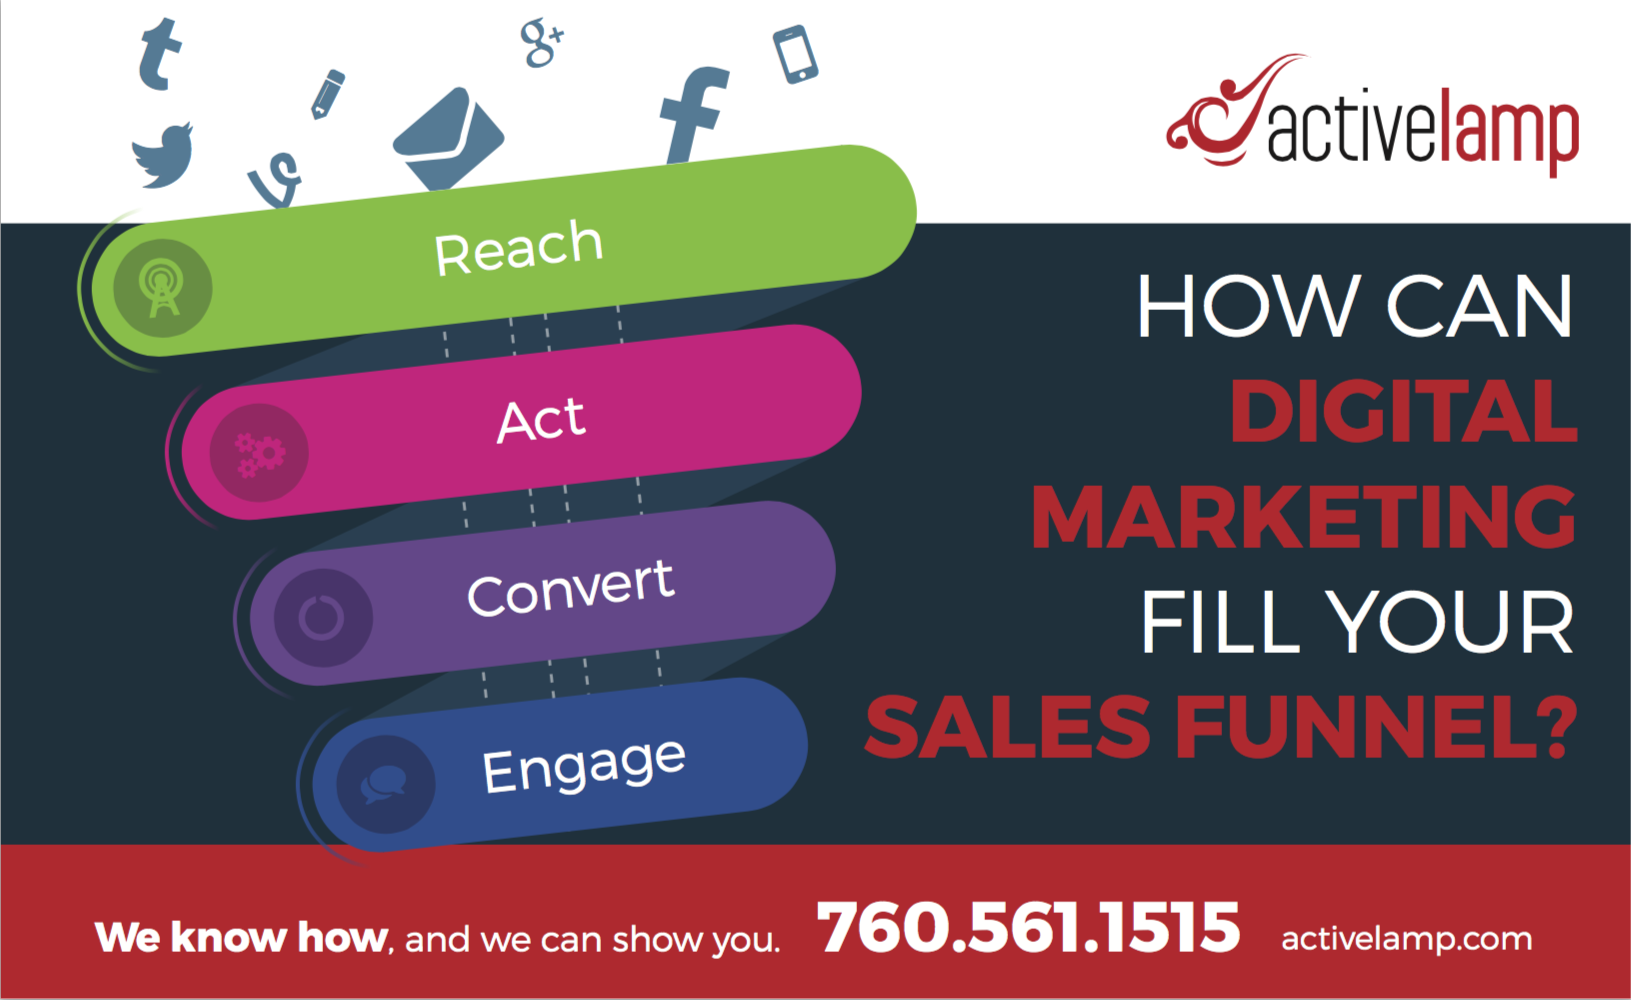 activelamp
Reach
Act
Convert
Engage
HOW CAN
DIGITAL
MARKETING
FILL YOUR
SALES FUNNEL?
We know how, and we can show you. 760.561.1515 activelamp.com